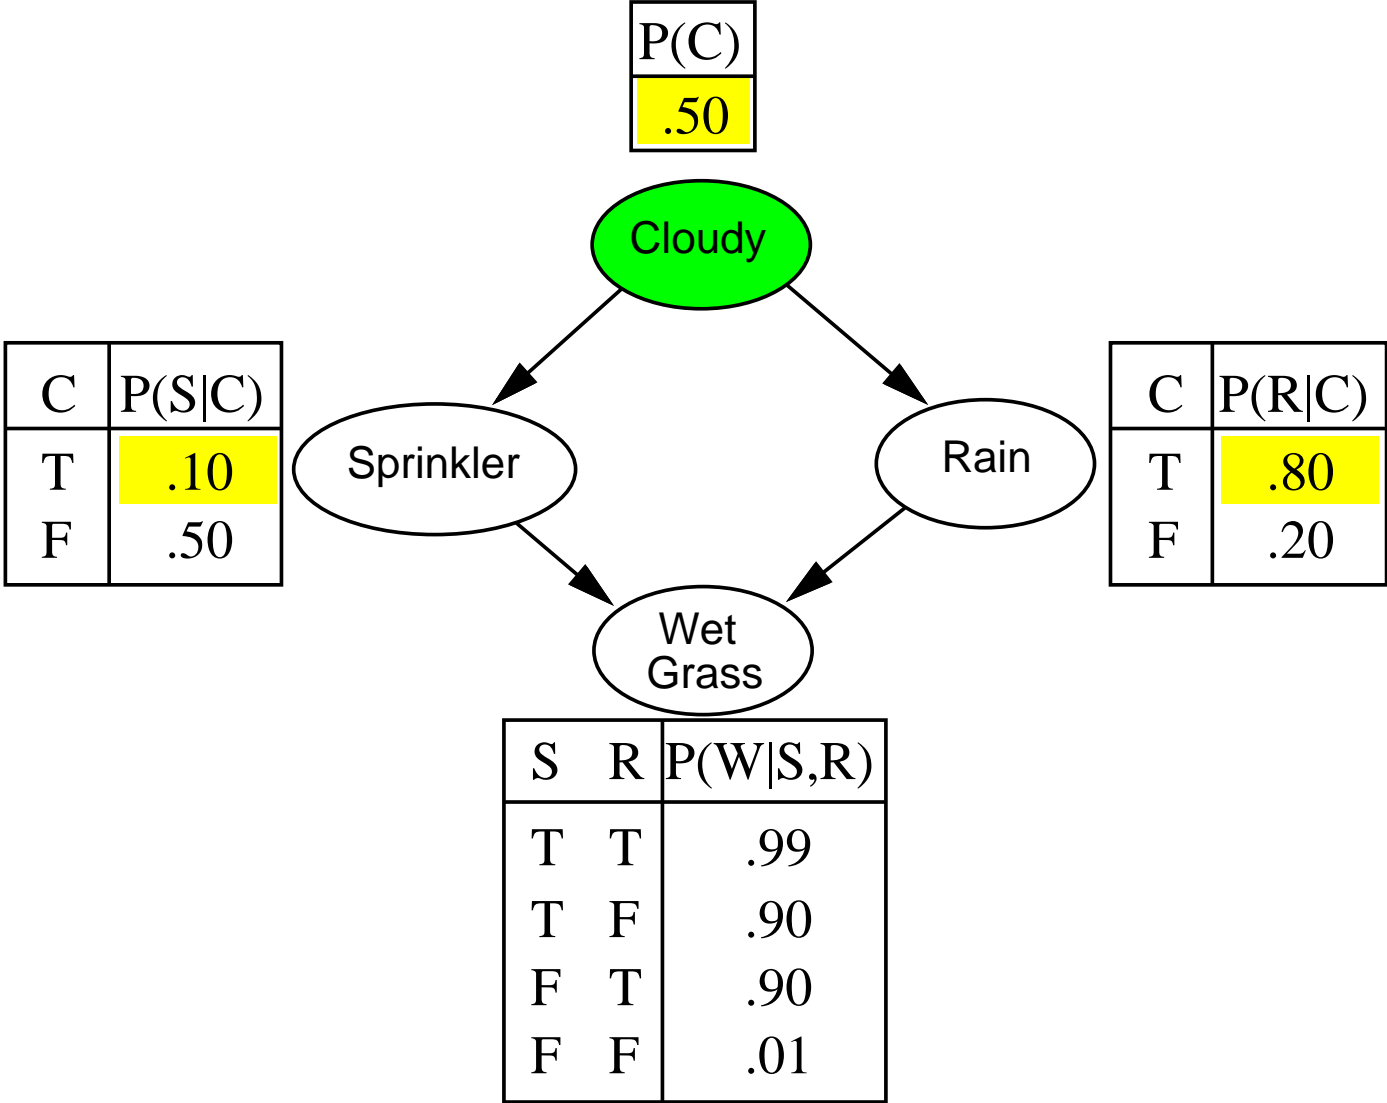 P(C)
.50
Cloudy
C P(S|C)
T .10
F .50
Sprinkler
Rain
C P(R|C)
T .80
F .20
Wet
Grass
S R P(W|S,R)
T T .99
T F .90
F T .90
F F .01